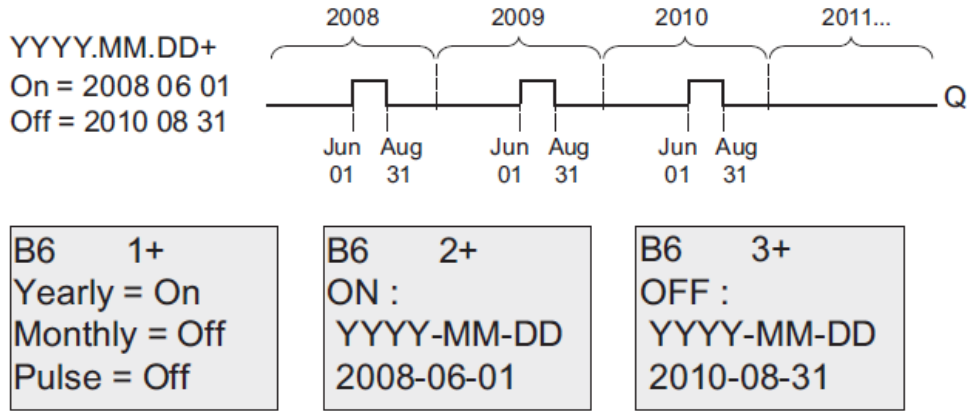 YYYY.MM.DD+
On = 2008 06 01
Off = 2010 08 31
2008 2009 2010 2011...
Q
Jun Aug Jun Aug Jun Aug
01 31 01 31 01 31
B6 1+
Yearly = On
Monthly = Off
Pulse = Off
B6 2+
ON :
YYYY-MM-DD
2008-06-01
B6 3+
OFF :
YYYY-MM-DD
2010-08-31